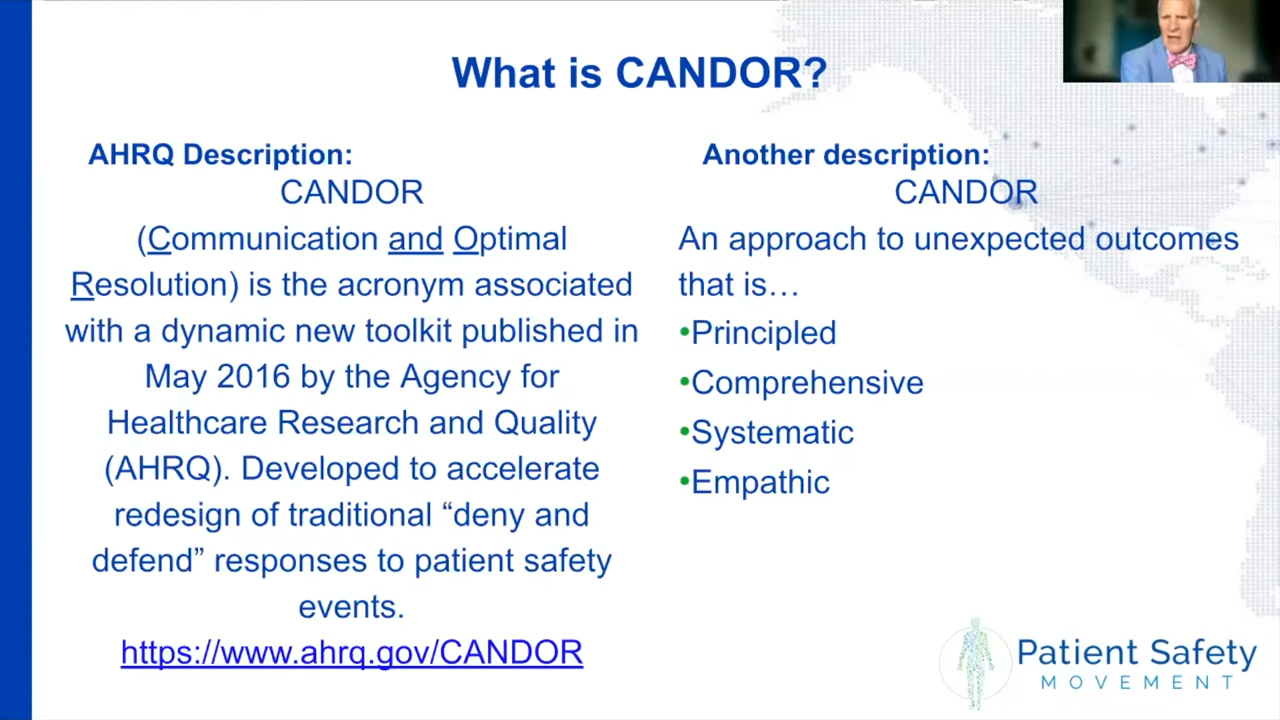 What is CANDOR?
AHRQ Description:
CANDOR
(Communication and Optimal
Resolution) is the acronym associated
with a dynamic new toolkit published in
May 2016 by the Agency for
Healthcare Research and Quality
(AHRQ). Developed to accelerate
redesign of traditional “deny and
defend” responses to patient safety
events.
https://www.ahrq.gov/CANDOR
Another description:
CANDOR
An approach to unexpected outcomes
that is…
•Principled
•Comprehensive
•Systematic
•Empathic
Patient Safety
MOVEMENT